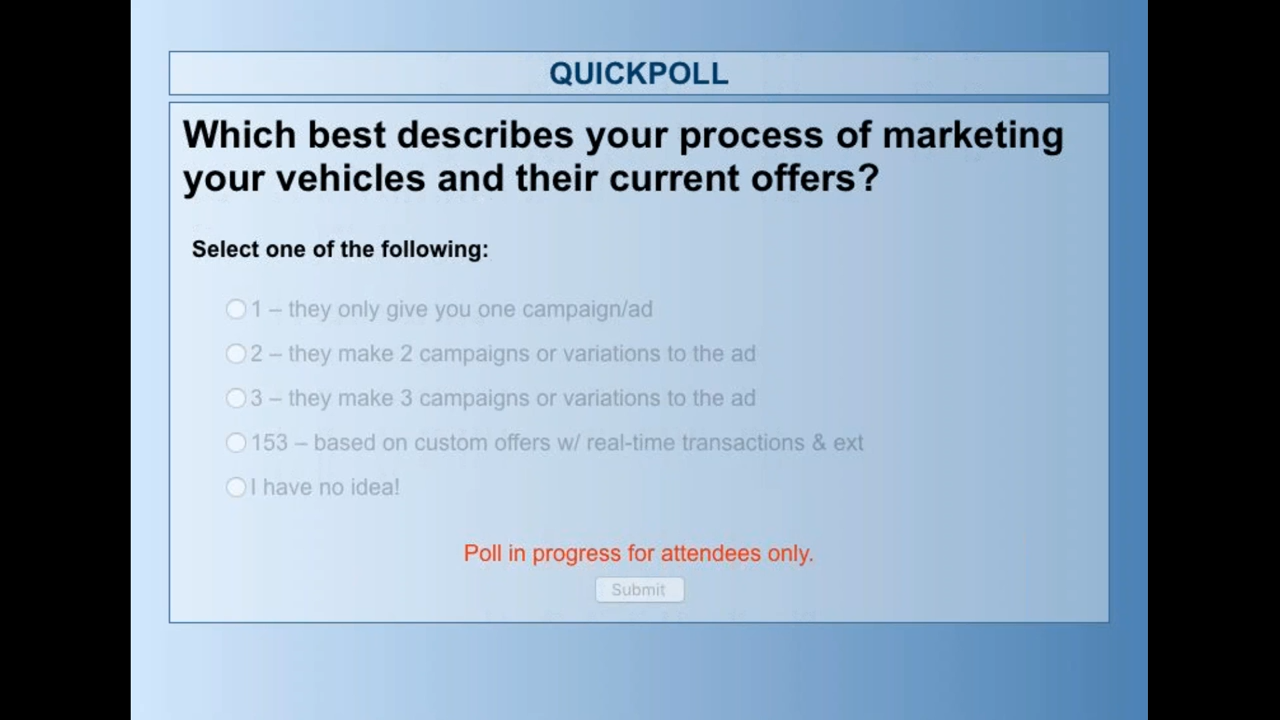 QUICKPOLL
Which best describes your process of marketing
your vehicles and their current offers?
Select one of the following:
1 – they only give you one campaign/ad
2 – they make 2 campaigns or variations to the ad
3 – they make 3 campaigns or variations to the ad
153 – based on custom offers w/ real-time transactions & ext
I have no idea!
Poll in progress for attendees only.
Submit